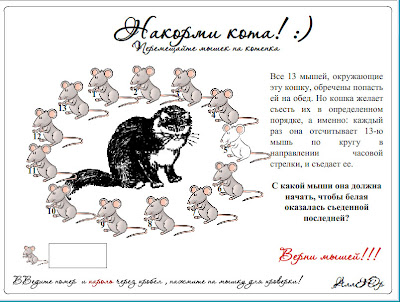 Накорми кота! :)
Перемещайте мышек на котенка
Все 13 мышей, окружающие
эту кошку, обречены попасть
ей на обед. Но кошка желает
съесть их в определенном
порядке, а именно: каждый
раз она отсчитывает 13-ю
мышь по кругу в
направлении часовой
стрелки, и съедает ее.
С какой мыши она должна
начать, чтобы белая
оказалась съеденной
последней?
1
2
3
13
12
11
Верни мышей!!!
ВВедите номер и пароль через пробел, нажмите на мышку для проверки!